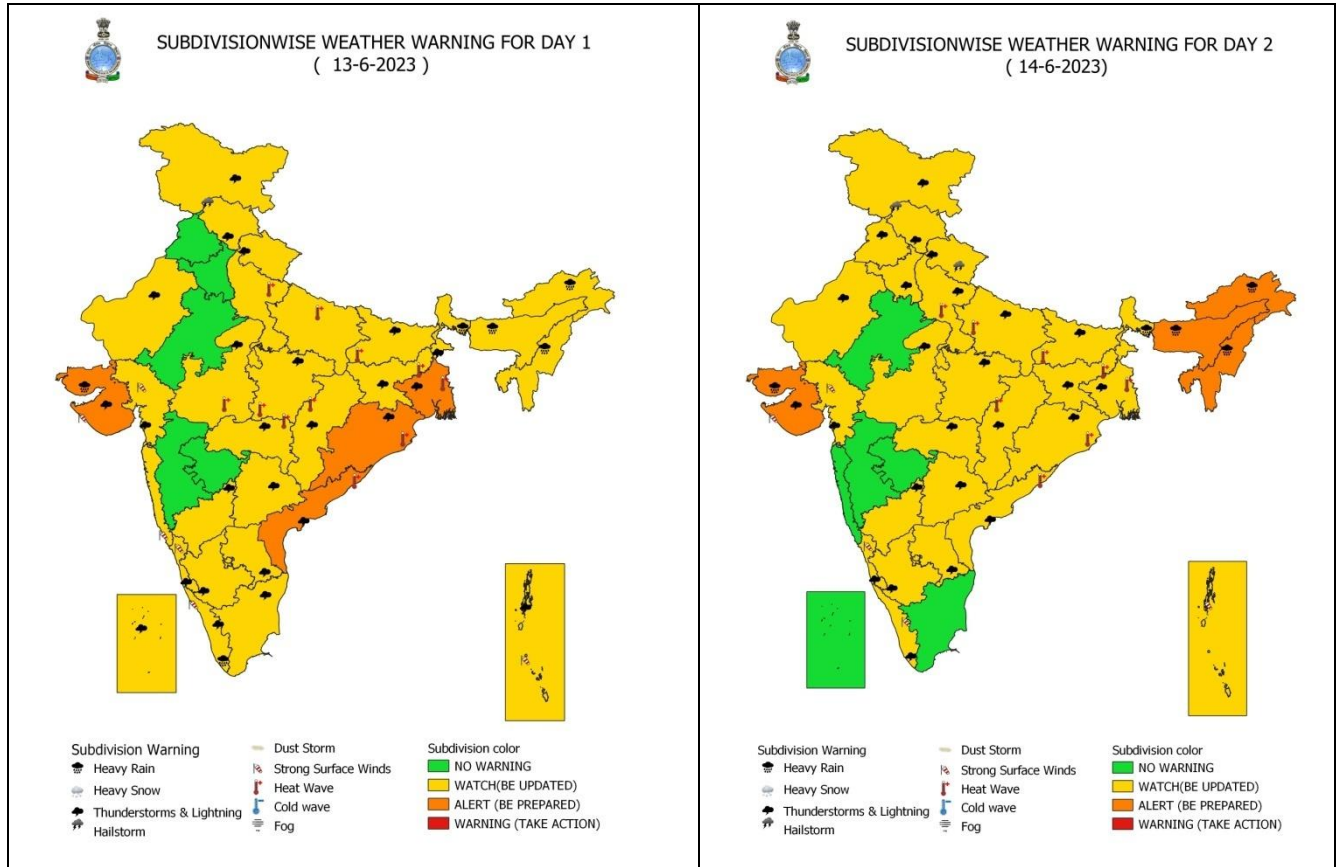 SUBDIVISIONWISE WEATHER WARNING FOR DAY 1
( 13-6-2023 )
Subdivision Warning
Heavy Rain
Heavy Snow
Thunderstorms & Lightning
Hailstorm
Dust Storm
Strong Surface Winds
Heat Wave
Cold wave
Fog
Subdivision color
NO WARNING
WATCH(BE UPDATED)
ALERT (BE PREPARED)
WARNING (TAKE ACTION)
SUBDIVISIONWISE WEATHER WARNING FOR DAY 2
( 14-6-2023)
Subdivision Warning
Heavy Rain
Heavy Snow
Thunderstorms & Lightning
Hailstorm
Dust Storm
Strong Surface Winds
Heat Wave
Cold wave
Fog
Subdivision color
NO WARNING
WATCH(BE UPDATED)
ALERT (BE PREPARED)
WARNING (TAKE ACTION)